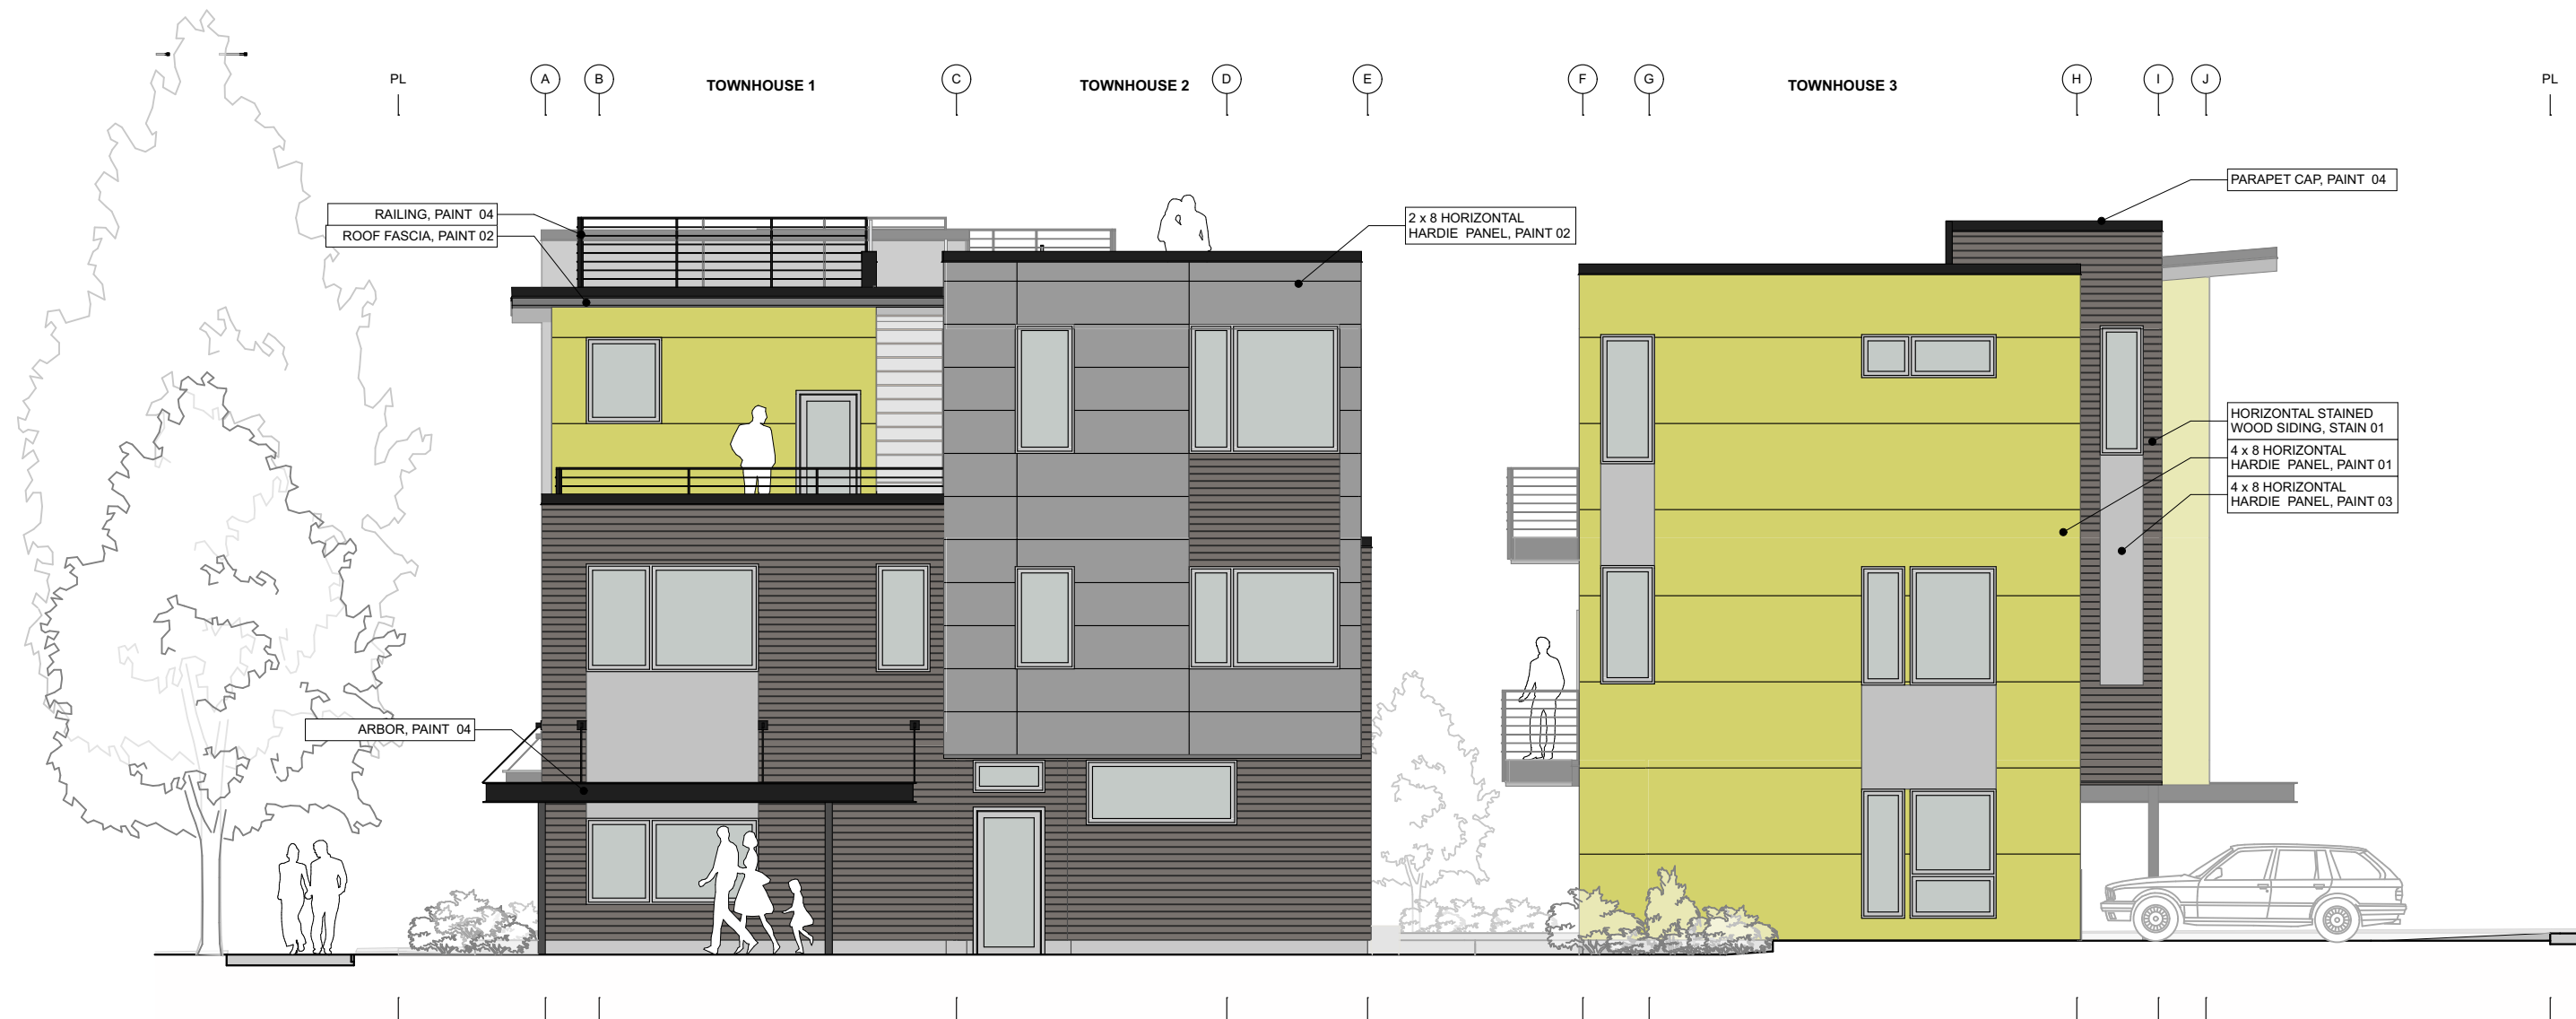 PL
A
B
TOWNHOUSE 1
C
TOWNHOUSE 2
D
E
F
G
TOWNHOUSE 3
H
I
J
PL
PARAPET CAP, PAINT 04
RAILING, PAINT 04
ROOF FASCIA, PAINT 02
2 x 8 HORIZONTAL
HARDIE PANEL, PAINT 02
HORIZONTAL STAINED
WOOD SIDING, STAIN 01
4 x 8 HORIZONTAL
HARDIE PANEL, PAINT 01
4 x 8 HORIZONTAL
HARDIE PANEL, PAINT 03
ARBOR, PAINT 04